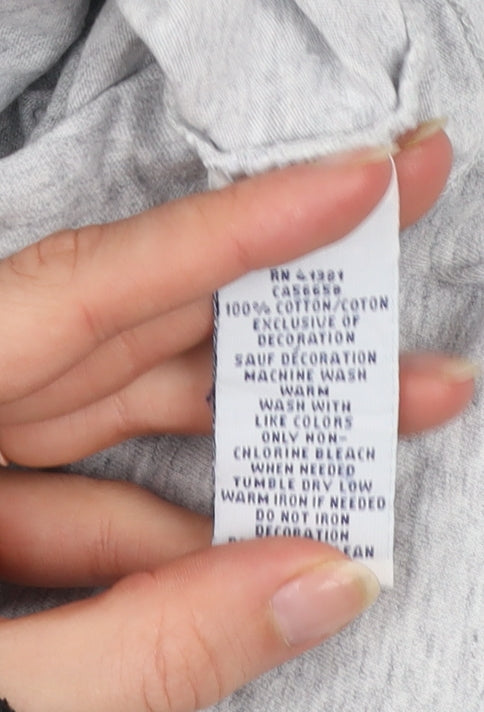 RN 41381
CA56658
100% COTTON/COTON
EXCLUSIVE OF
DECORATION
SAUF DÉCORATION
MACHINE WASH
WARM
WASH WITH
LIKE COLORS
ONLY NON-
CHLORINE BLEACH
WHEN NEEDED
TUMBLE DRY LOW
WARM IRON IF NEEDED
DO NOT IRON
DECORATION